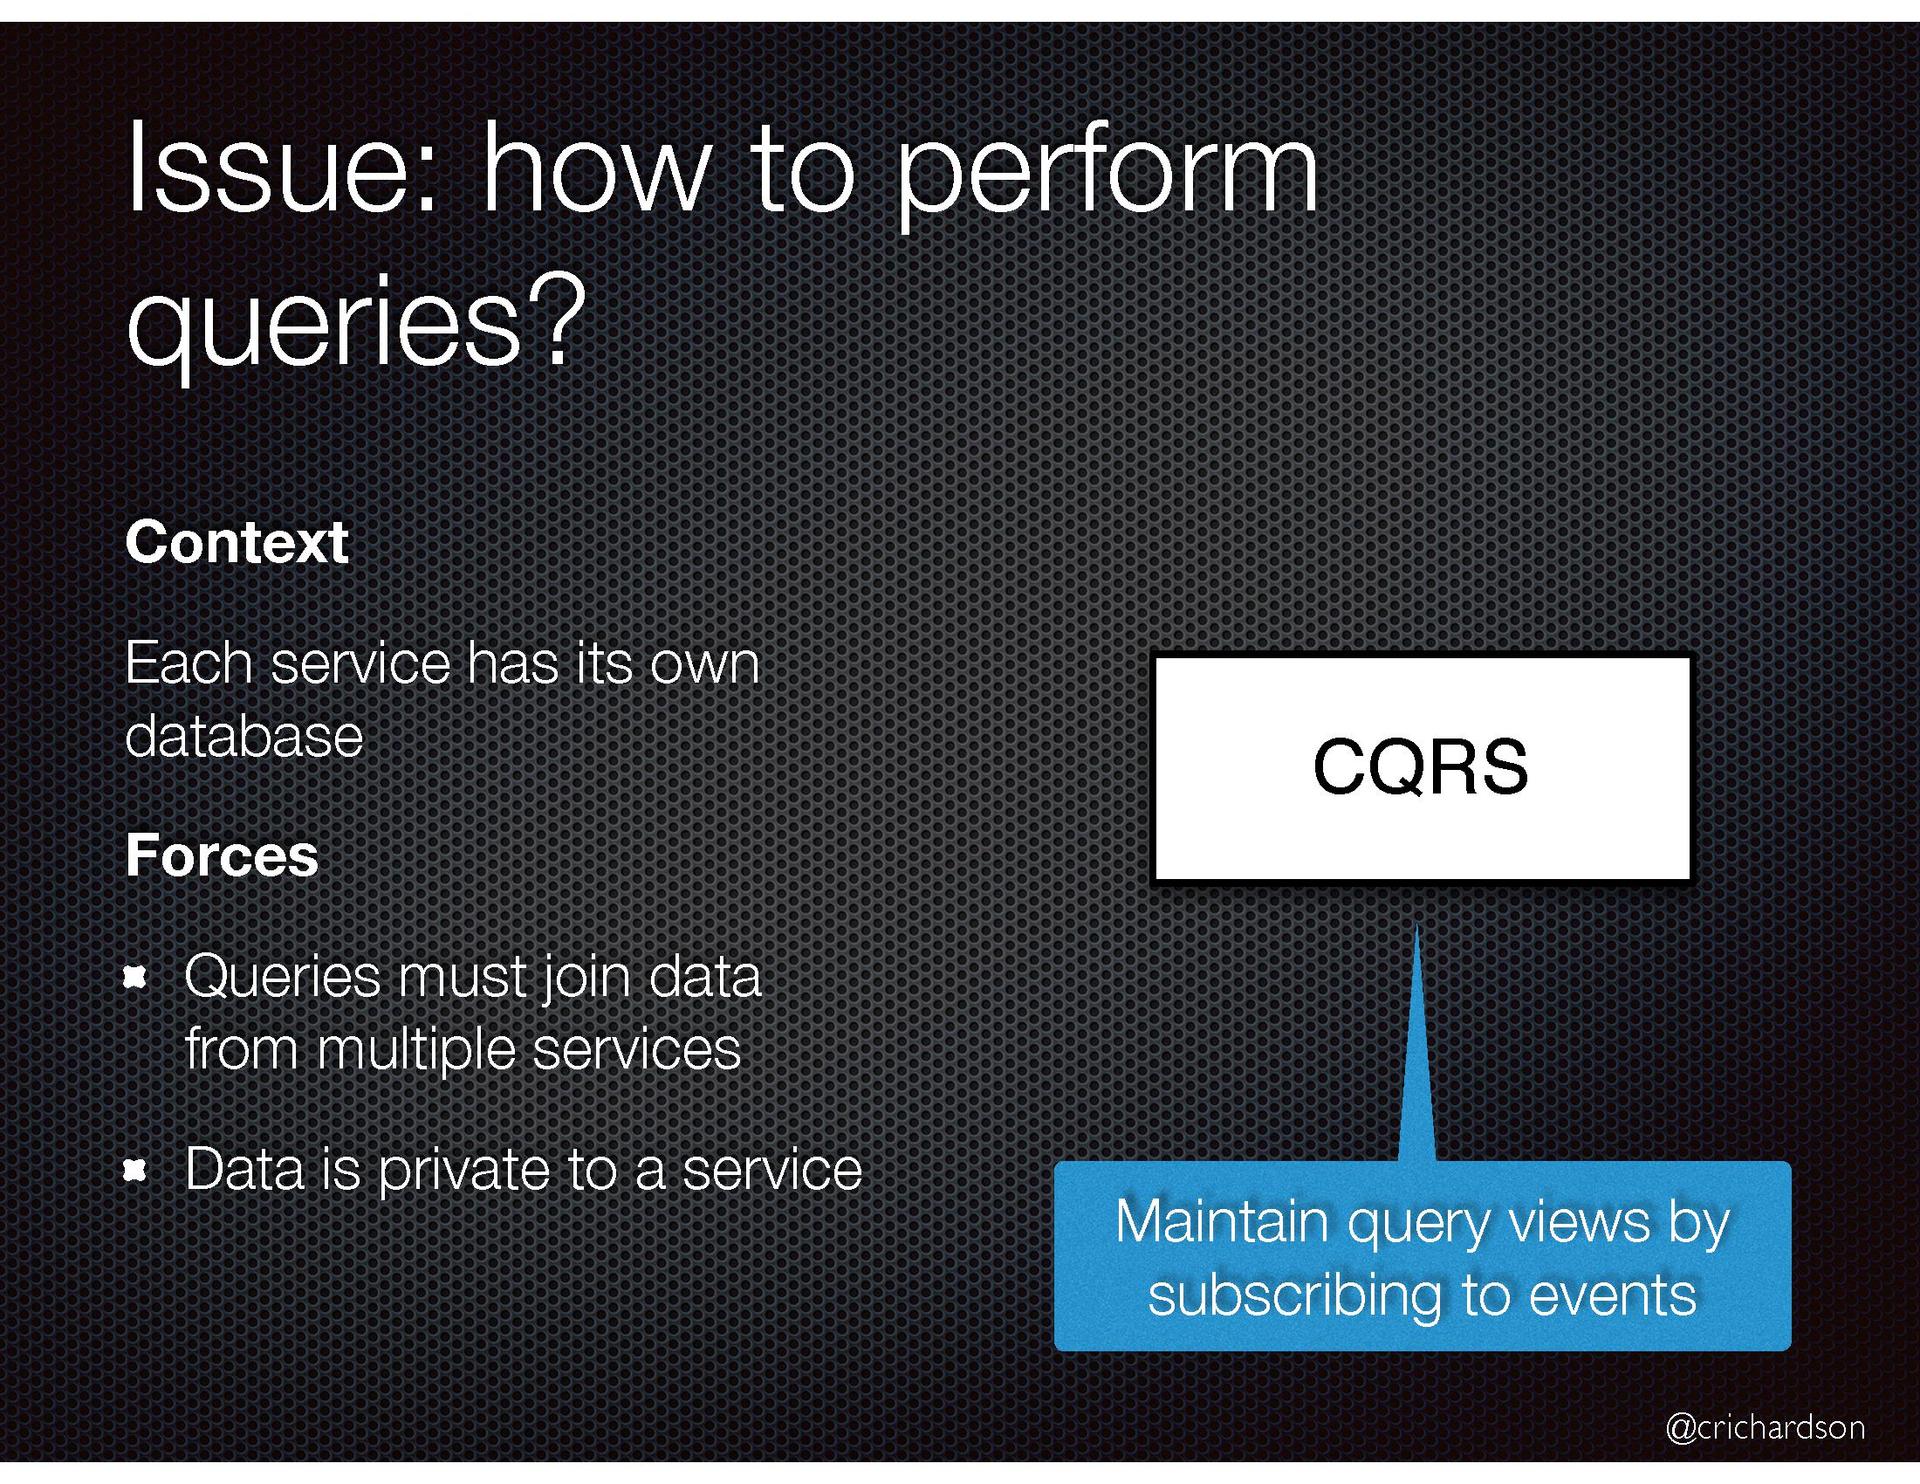 Issue: how to perform
queries?
Context
Each service has its own
database
Forces
Queries must join data
from multiple services
Data is private to a service
CQRS
Maintain query views by
subscribing to events
@crichardson